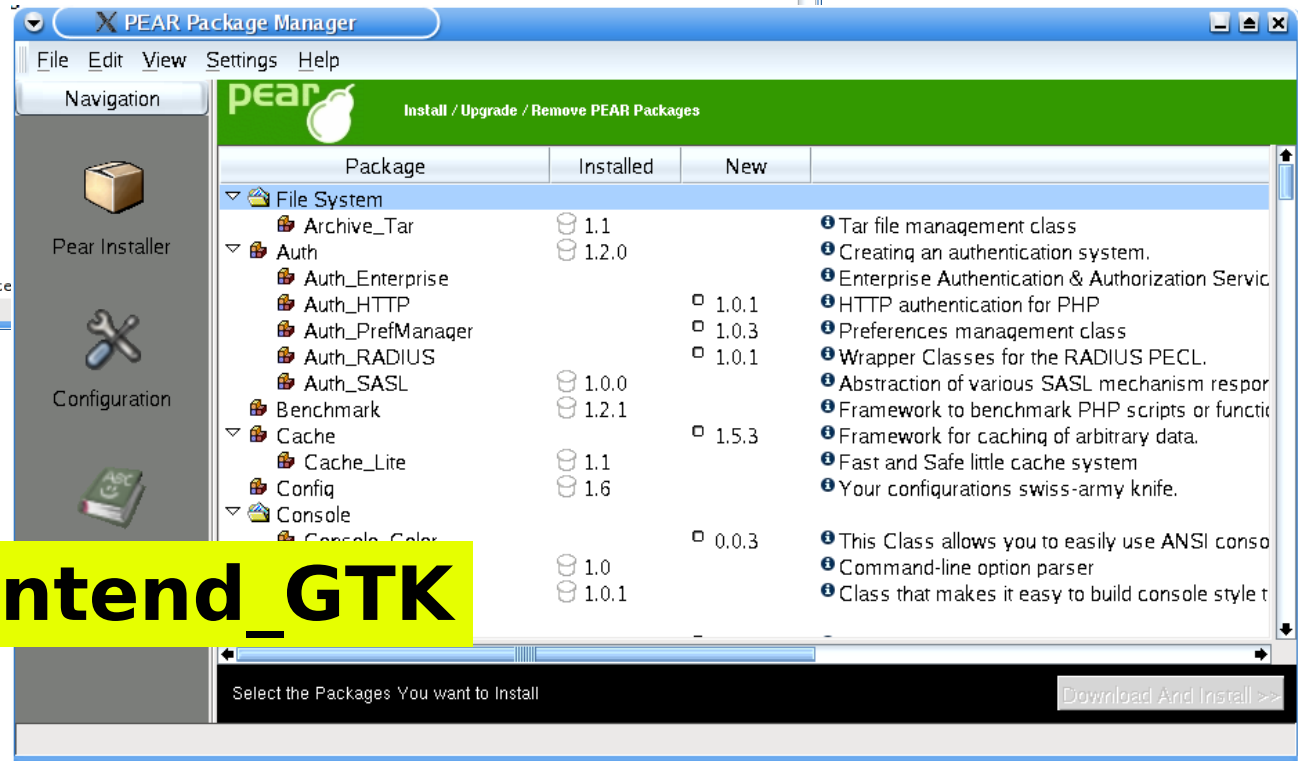 PEAR Package Manager
File Edit View Settings Help
Navigation
pear
Install / Upgrade / Remove PEAR Packages
Package Installed New
File System
Archive_Tar 1.1 Tar file management class
Auth 1.2.0 Creating an authentication system.
Auth_Enterprise Enterprise Authentication & Authorization Servic
Pear Installer
Auth_HTTP 1.0.1 HTTP authentication for PHP
Auth_PrefManager 1.0.3 Preferences management class
Auth_RADIUS 1.0.1 Wrapper Classes for the RADIUS PECL.
Auth_SASL 1.0.0 Abstraction of various SASL mechanism respor
Configuration
Benchmark 1.2.1 Framework to benchmark PHP scripts or functio
Cache 1.5.3 Framework for caching of arbitrary data.
Cache_Lite 1.1 Fast and Safe little cache system
ABC
Config 1.6 Your configurations swiss-army knife.
Console
Console_Color 0.0.3 This Class allows you to easily use ANSI conso
1.0 Command-line option parser
1.0.1 Class that makes it easy to build console style t
ntend_GTK
Select the Packages You want to Install
Download And Install >>